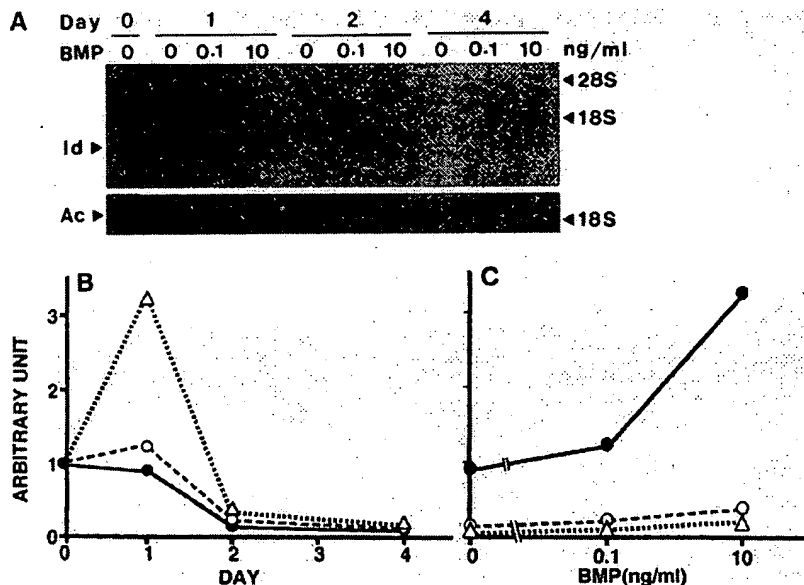 A Day 0 1 2 4
BMP 0 0 0.1 10 0 0.1 10 0 0.1 10 ng/ml
◄28S
◄18S
Id ►
Ac ► ◄18S
B C
3
2
1
0
ARBITRARY UNIT
0 1 2 3 4 0 0.1 10
DAY BMP(ng/ml)